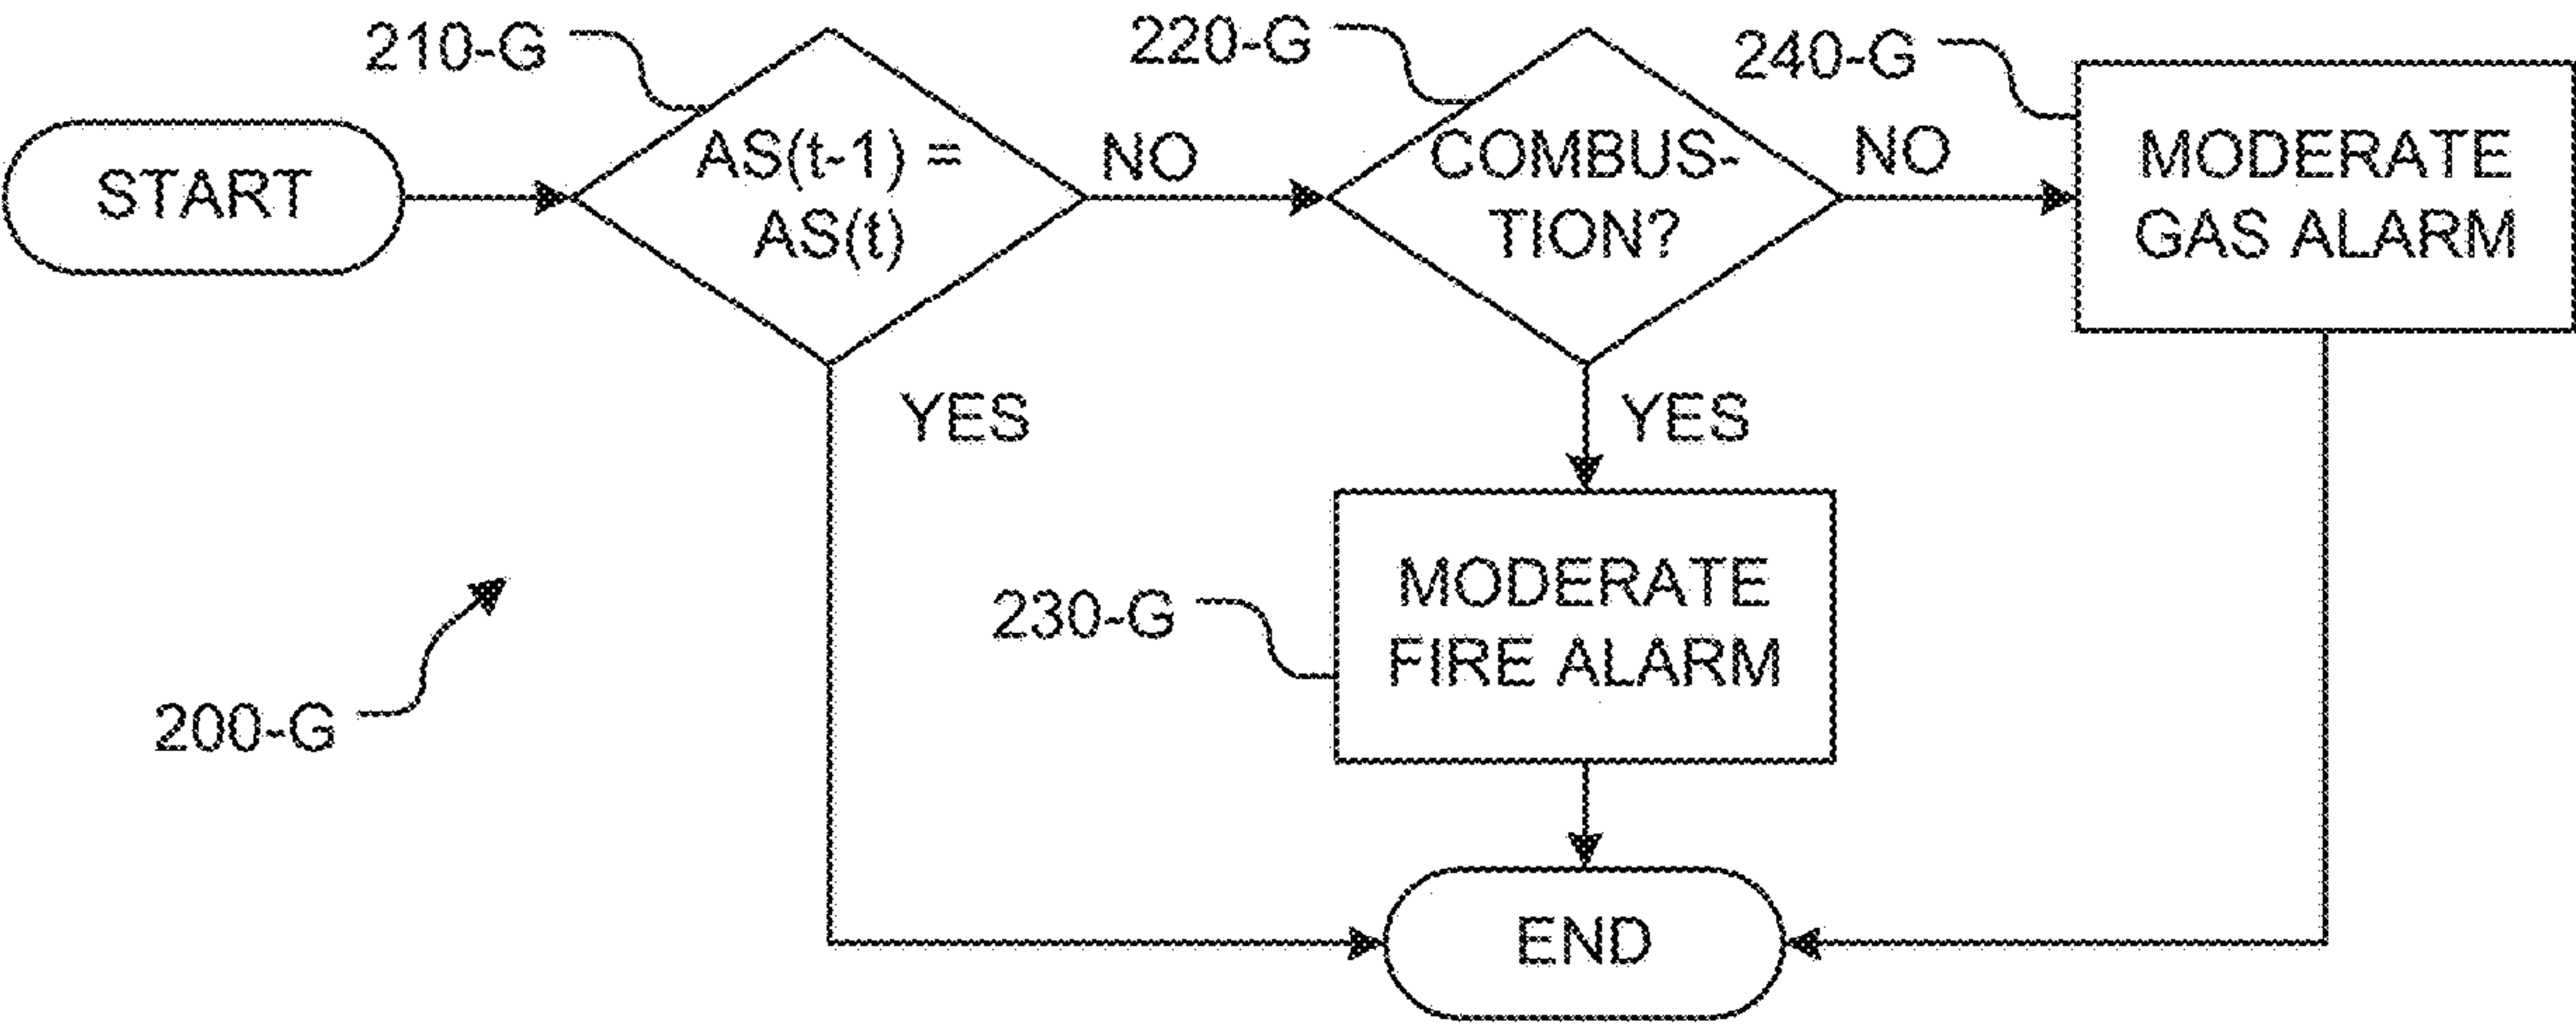 210-G
220-G
240-G
START
AS(t-1) =
AS(t)
NO
COMBUS-
TION?
NO
MODERATE
GAS ALARM
YES
YES
230-G
MODERATE
FIRE ALARM
200-G
END